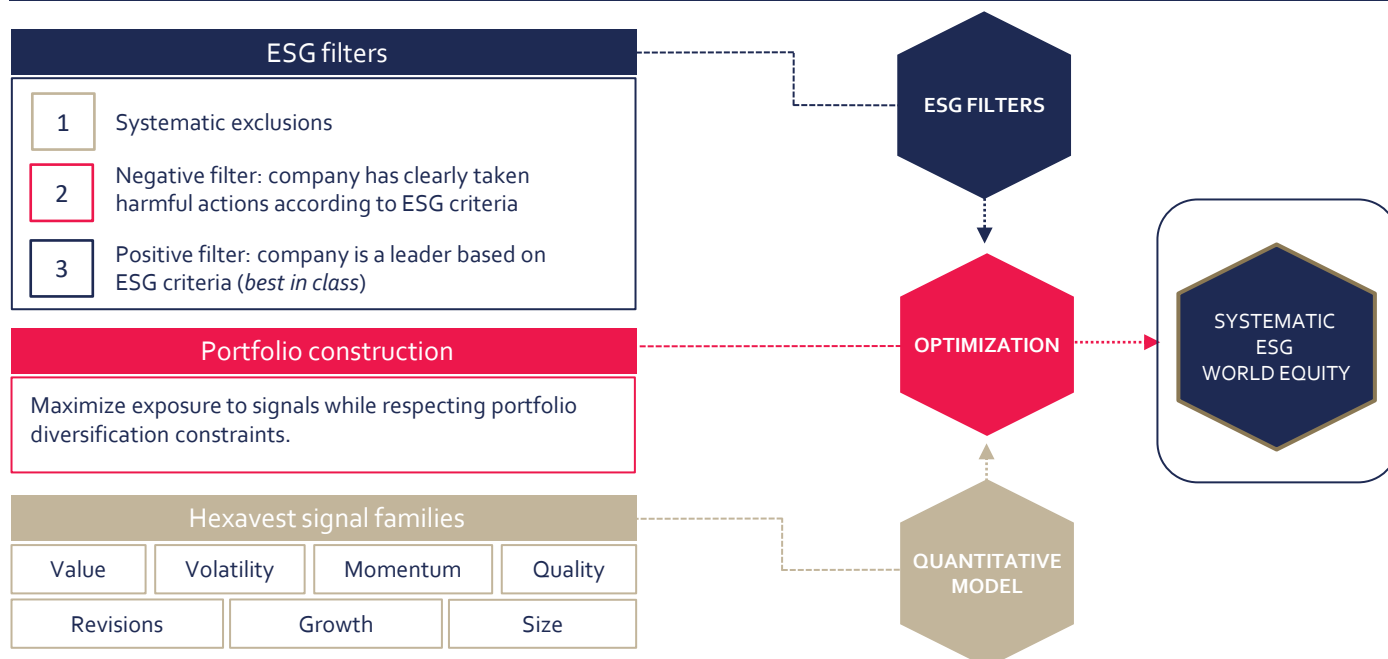 ESG filters
1
Systematic exclusions
2
Negative filter: company has clearly taken
harmful actions according to ESG criteria
3
Positive filter: company is a leader based on
ESG criteria (best in class)
Portfolio construction
Maximize exposure to signals while respecting portfolio
diversification constraints.
Hexavest signal families
Value
Volatility
Momentum
Quality
Revisions
Growth
Size
ESG FILTERS
OPTIMIZATION
QUANTITATIVE
MODEL
SYSTEMATIC
ESG
WORLD EQUITY